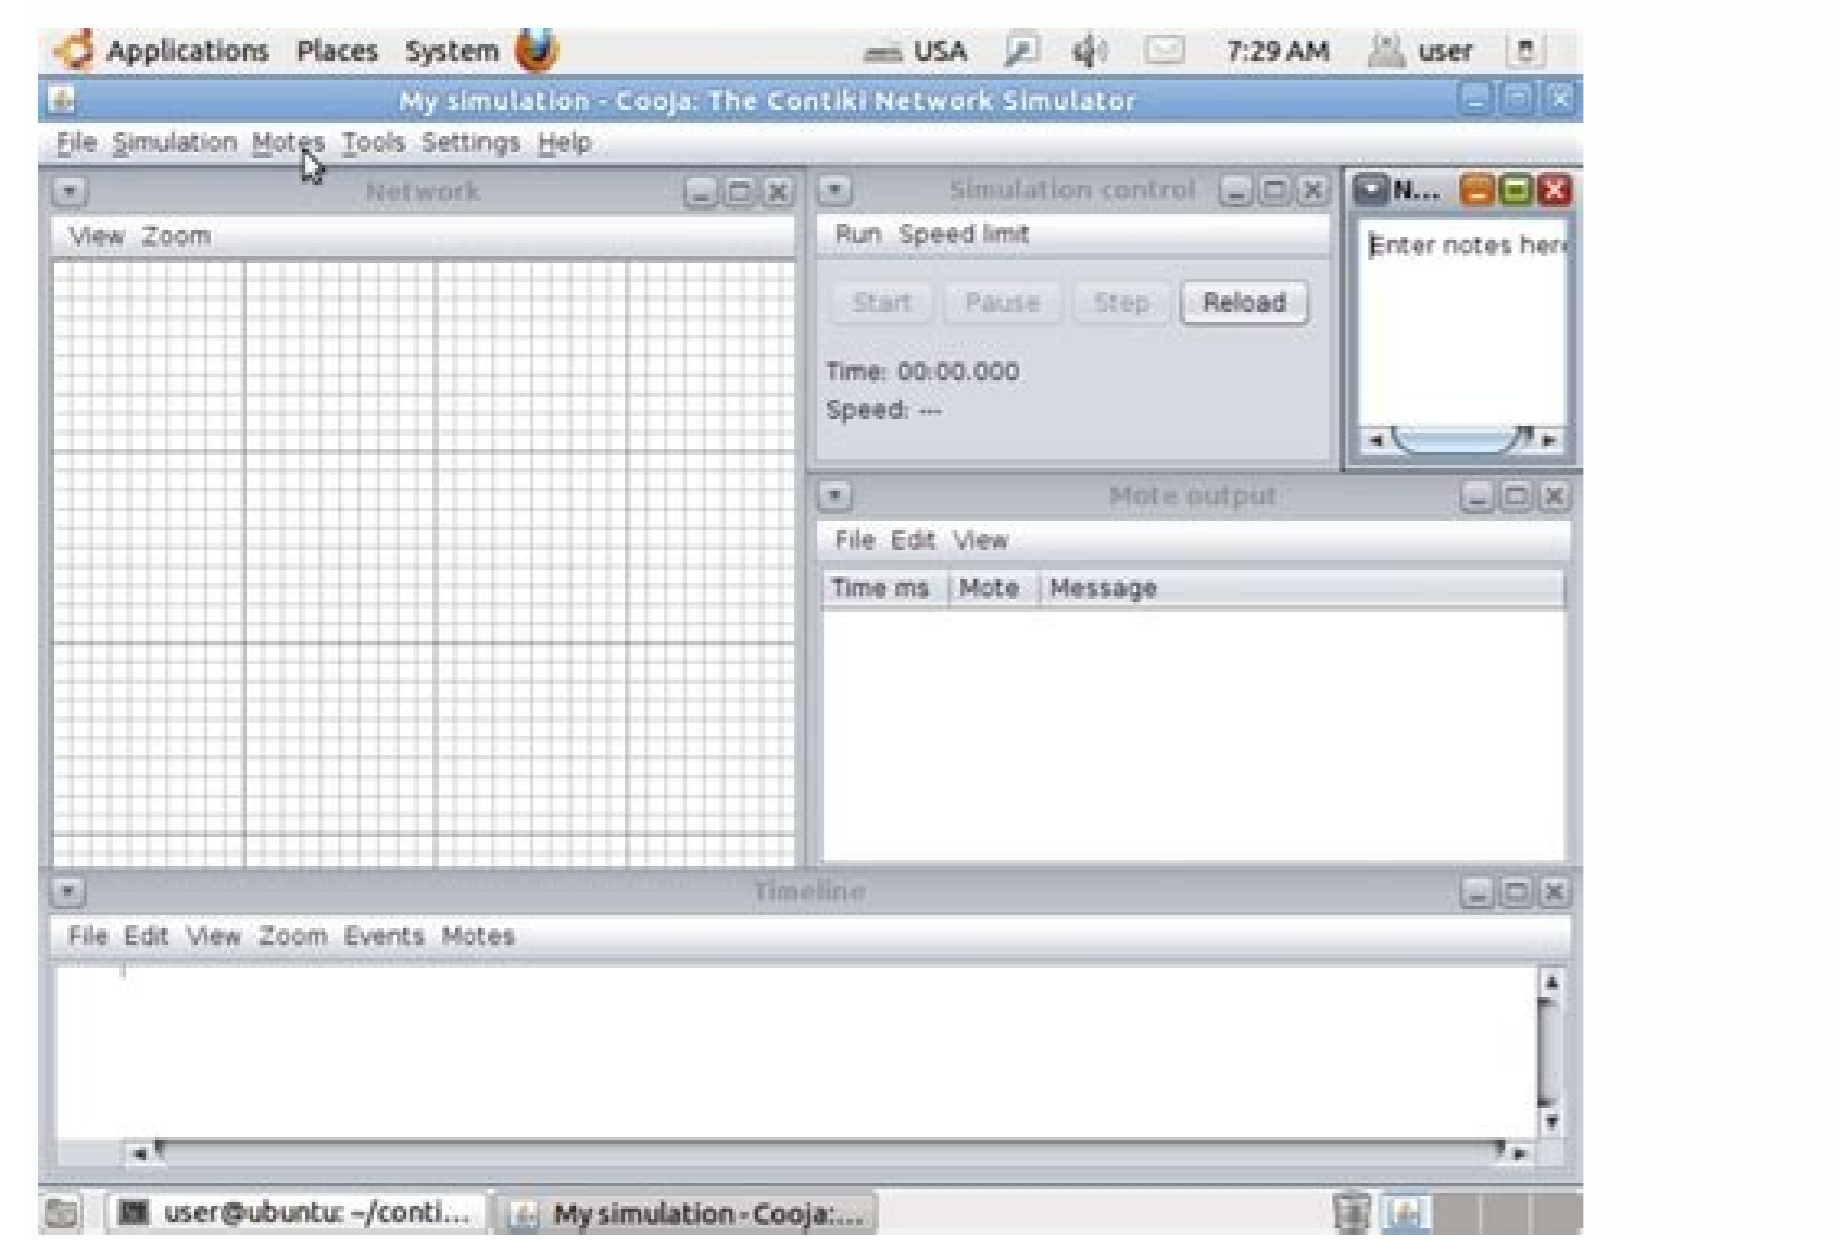 Applications Places System USA 7:29 AM user
My simulation - Cooja: The Contiki Network Simulator
File Simulation Motes Tools Settings Help
Network
View Zoom
Simulation control
Run Speed limit
Start Pause Step Reload
Time: 00:00.000
Speed: ---
N...
Enter notes here
Mote output
File Edit View
Time ms Mote Message
Timeline
File Edit View Zoom Events Motes
user@ubuntu: ~/conti... My simulation - Cooja:...